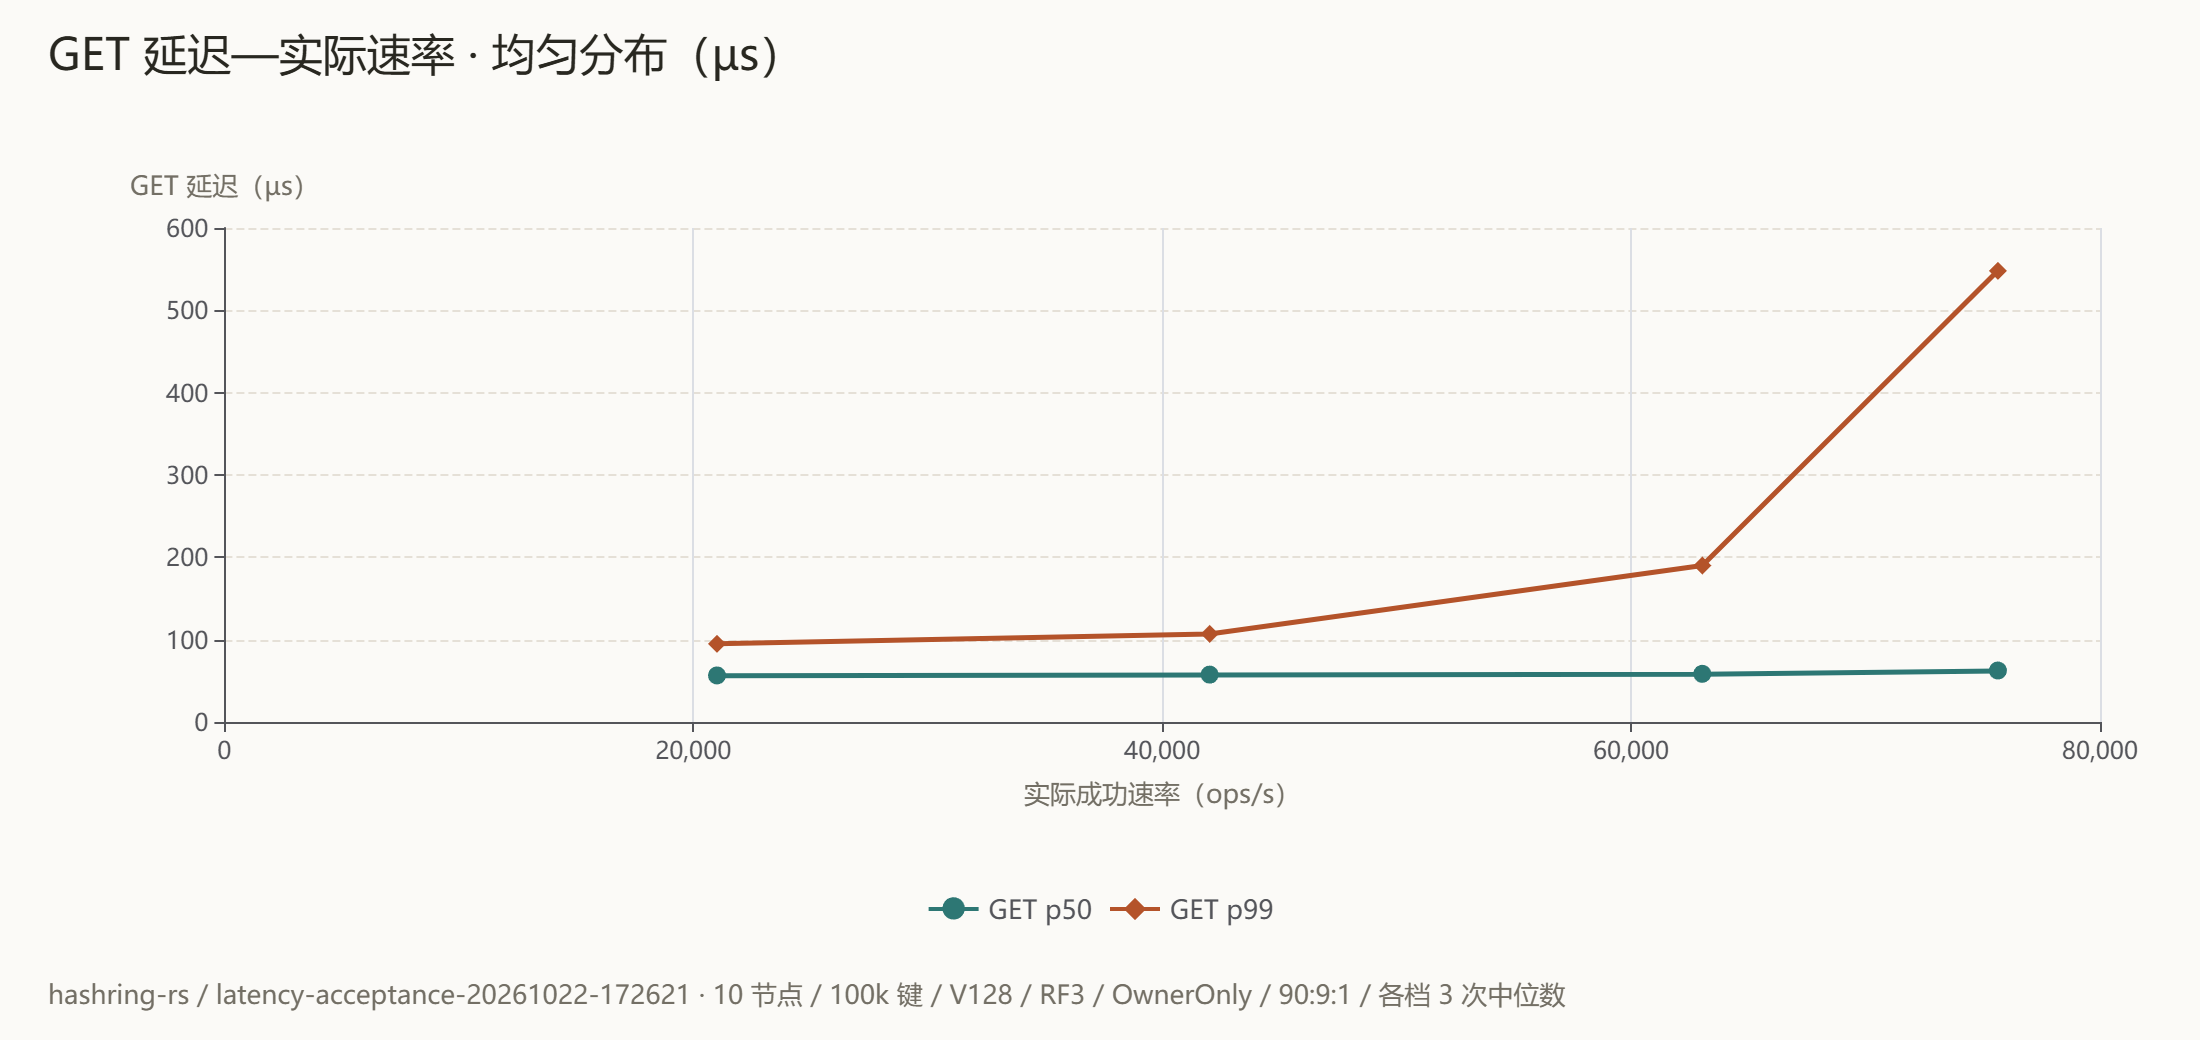 GET 延迟—实际速率 · 均匀分布（μs）
GET 延迟（μs）
600
500
400
300
200
100
0
0 20,000 40,000 60,000 80,000
实际成功速率（ops/s）
GET p50 GET p99
hashring-rs / latency-acceptance-20261022-172621 · 10 节点 / 100k 键 / V128 / RF3 / OwnerOnly / 90:9:1 / 各档 3 次中位数